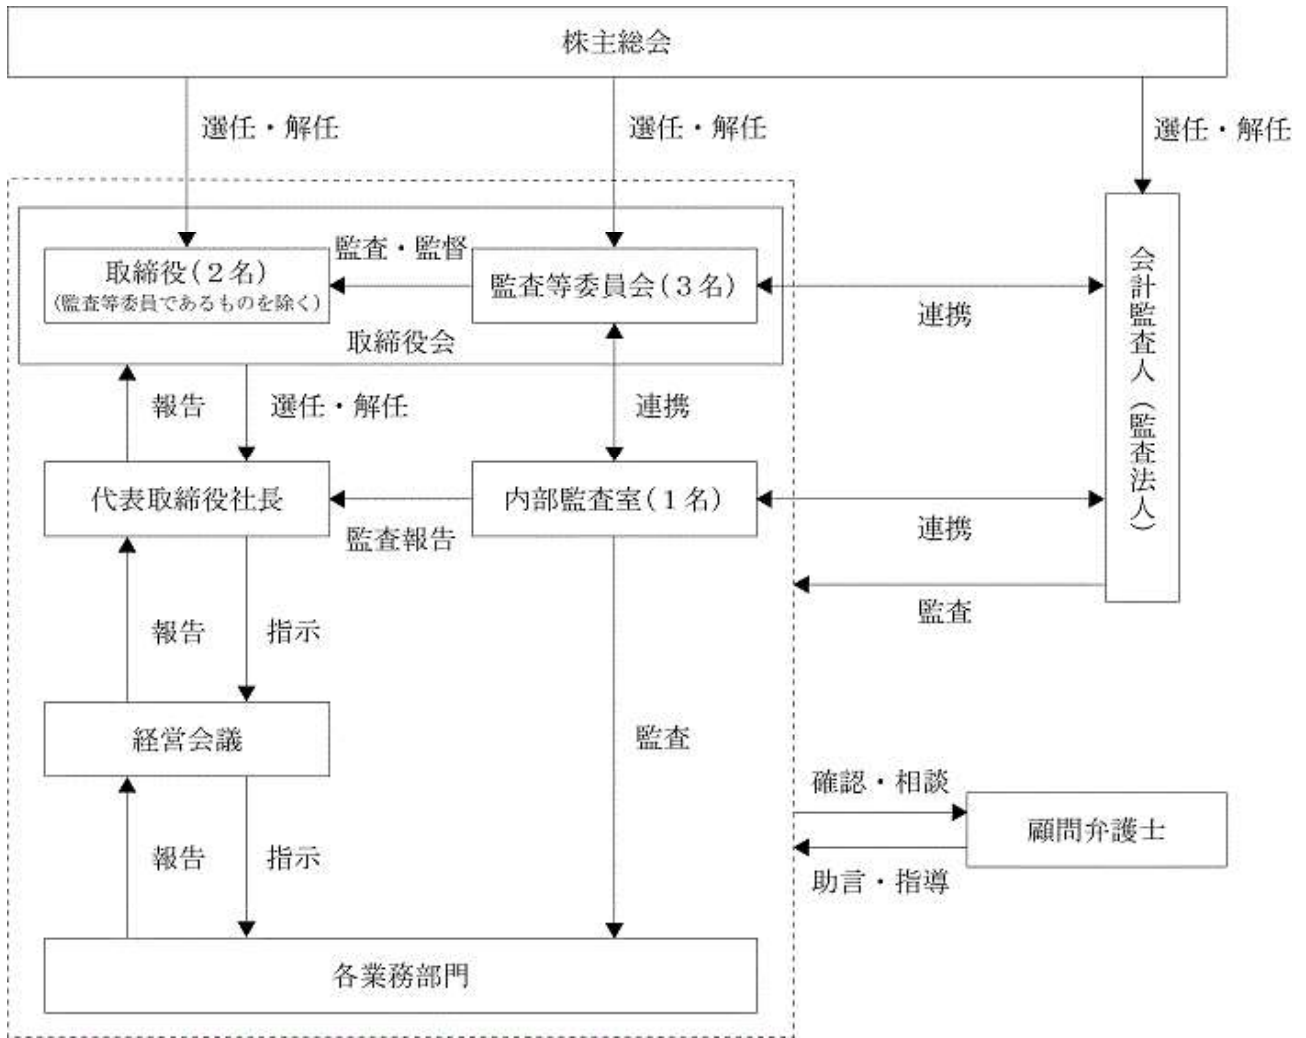 株主総会
選任・解任
選任・解任
選任・解任
監査・監督
取締役(2名)
(監査等委員であるものを除く)
監査等委員会(3名)
連携
会計監査人(監査法人)
取締役会
報告
選任・解任
連携
代表取締役社長
監査報告
内部監査室(1名)
連携
監査
報告
指示
経営会議
監査
確認・相談
顧問弁護士
助言・指導
報告
指示
各業務部門